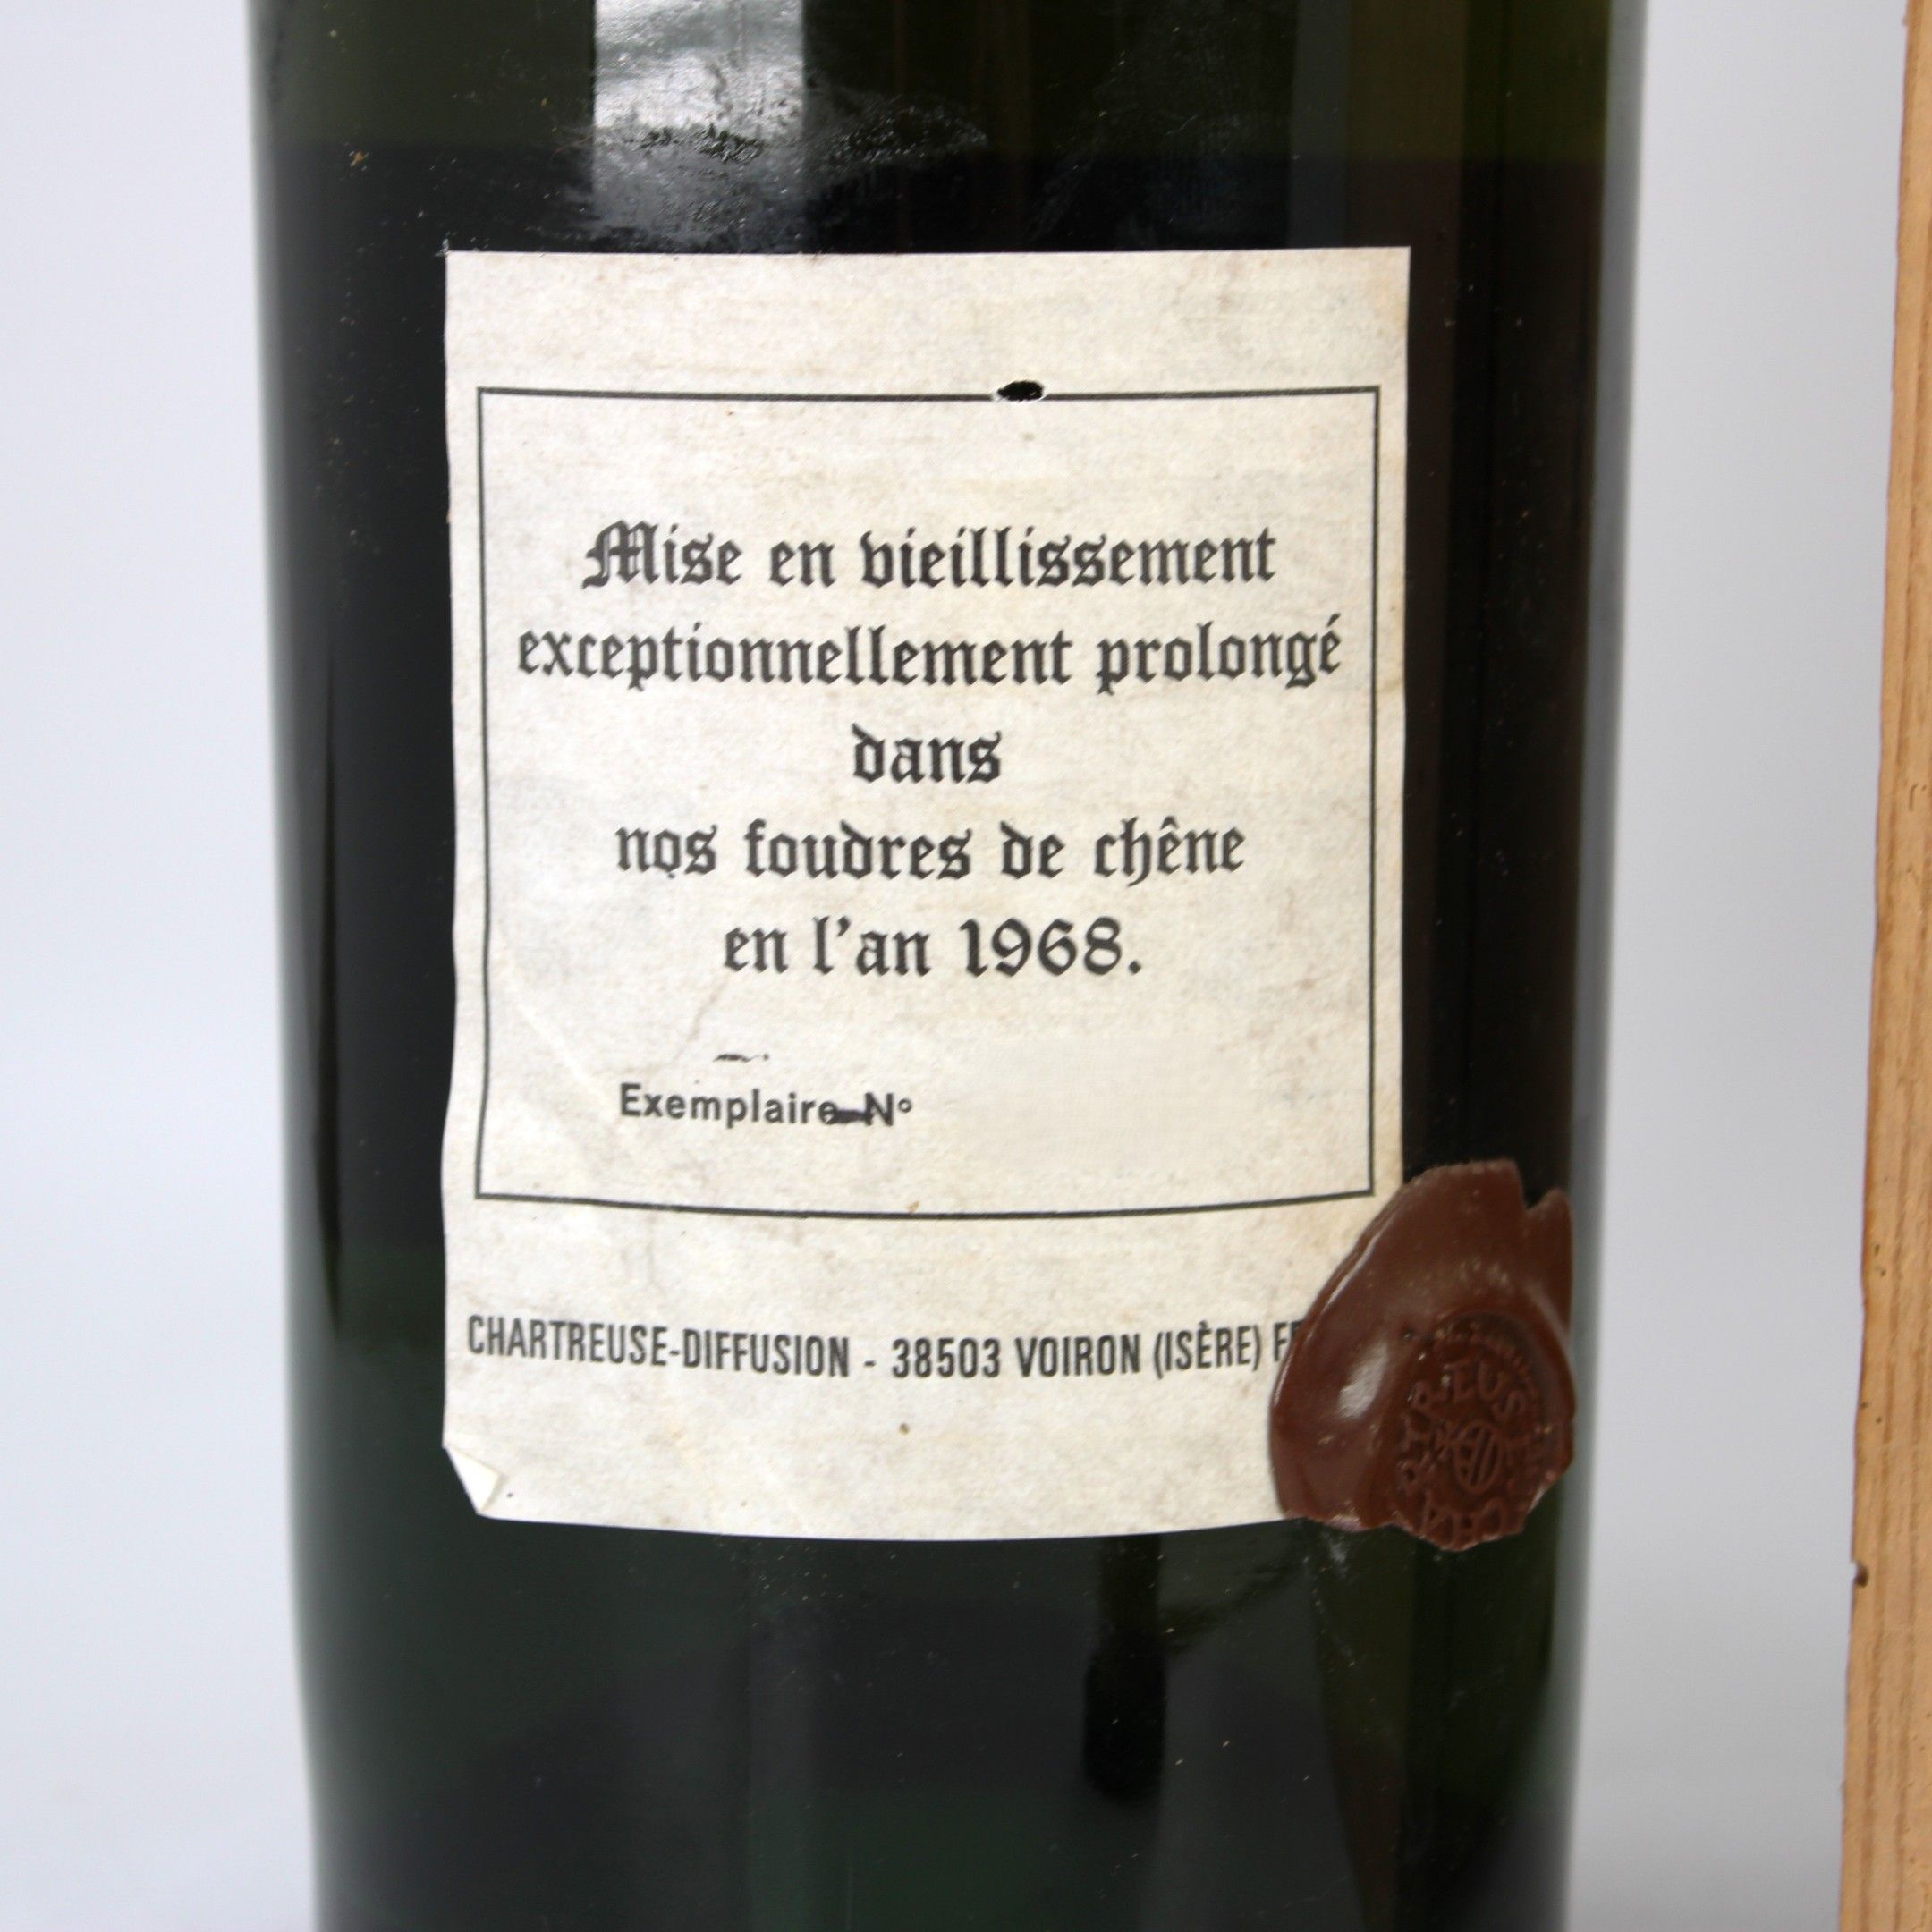 Mise en vieillissement
exceptionnellement prolongé
dans
nos foudres de chêne
en l'an 1968.
Exemplaire N°
CHARTREUSE-DIFFUSION - 38503 VOIRON (ISÈRE)